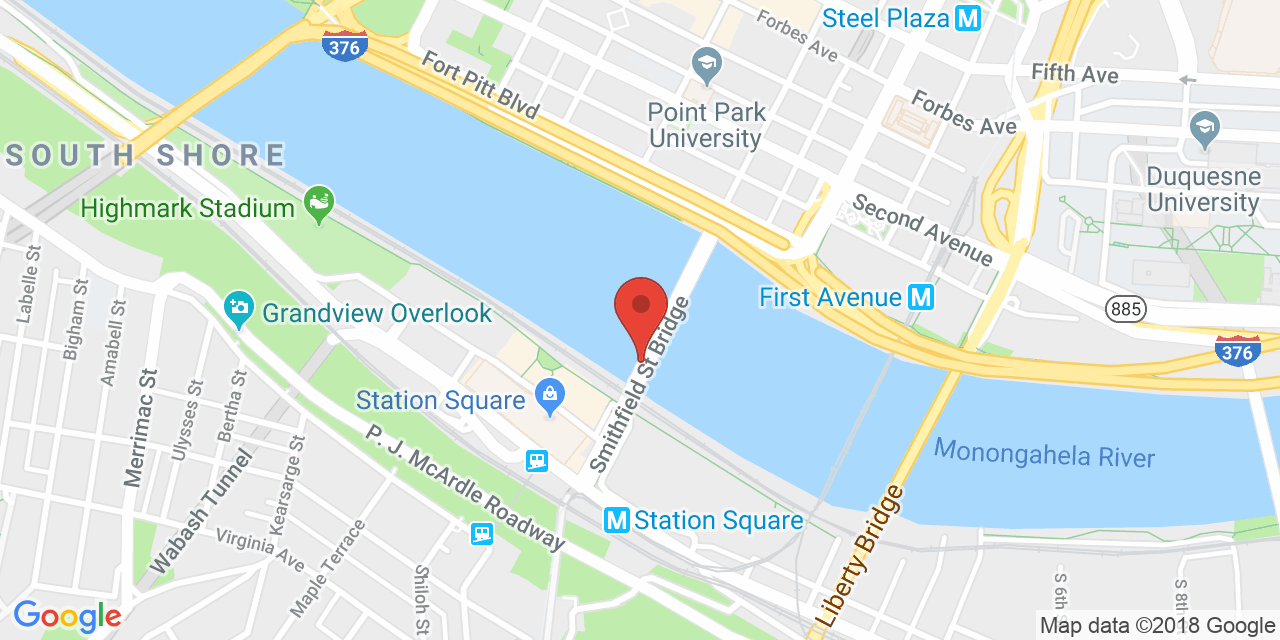 Steel Plaza M
Forbes Ave
376
Fort Pitt Blvd
Fifth Ave
Forbes Ave
Point Park
University
SOUTH SHORE
Duquesne
University
Highmark Stadium
Second Avenue
Labelle St
Bigham St
Amabell St
Grandview Overlook
First Avenue M
885
376
Smithfield St Bridge
Merrimac St
Ulysses St
Bertha St
Station Square
Kearsarge St
P. J. McArdle Roadway
Monongahela River
Wabash Tunnel
Virginia Ave
Maple Terrace
M Station Square
Liberty Bridge
Shiloh St
S 6th
S 8th
Google
Map data ©2018 Google